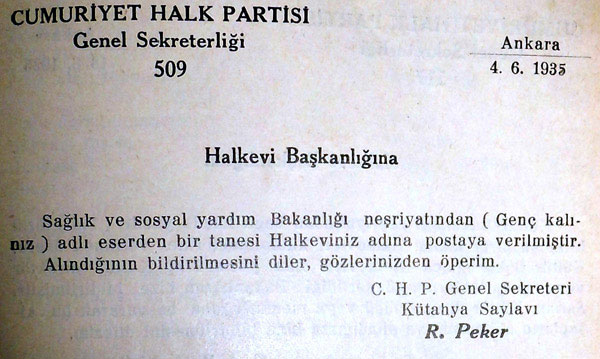 CUMURİYET HALK PARTİSİ
Genel Sekreterliği
509
Ankara
4. 6. 1935
Halkevi Başkanlığına
Sağlık ve sosyal yardım Bakanlığı neşriyatından ( Genç kalı-
nız ) adlı eserden bir tanesi Halkeviniz adına postaya verilmiştir.
Alındığının bildirilmesini diler, gözlerinizden öperim.
C. H. P. Genel Sekreteri
Kütahya Saylavı
R. Peker